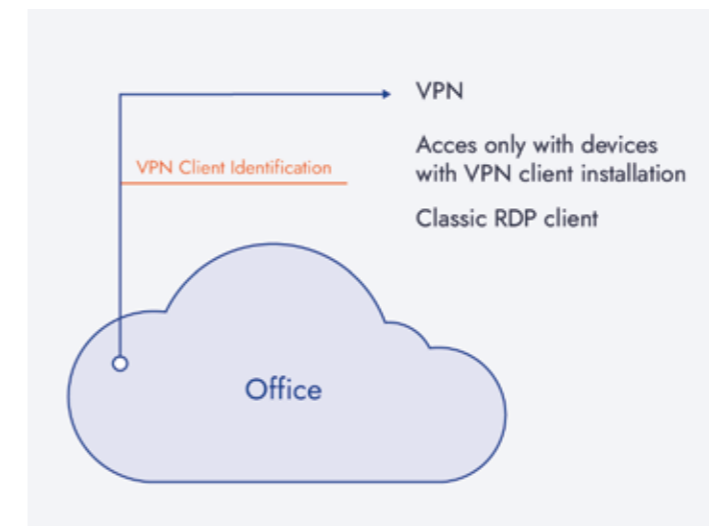 VPN
VPN Client Identification
Acces only with devices
with VPN client installation
Classic RDP client
Office